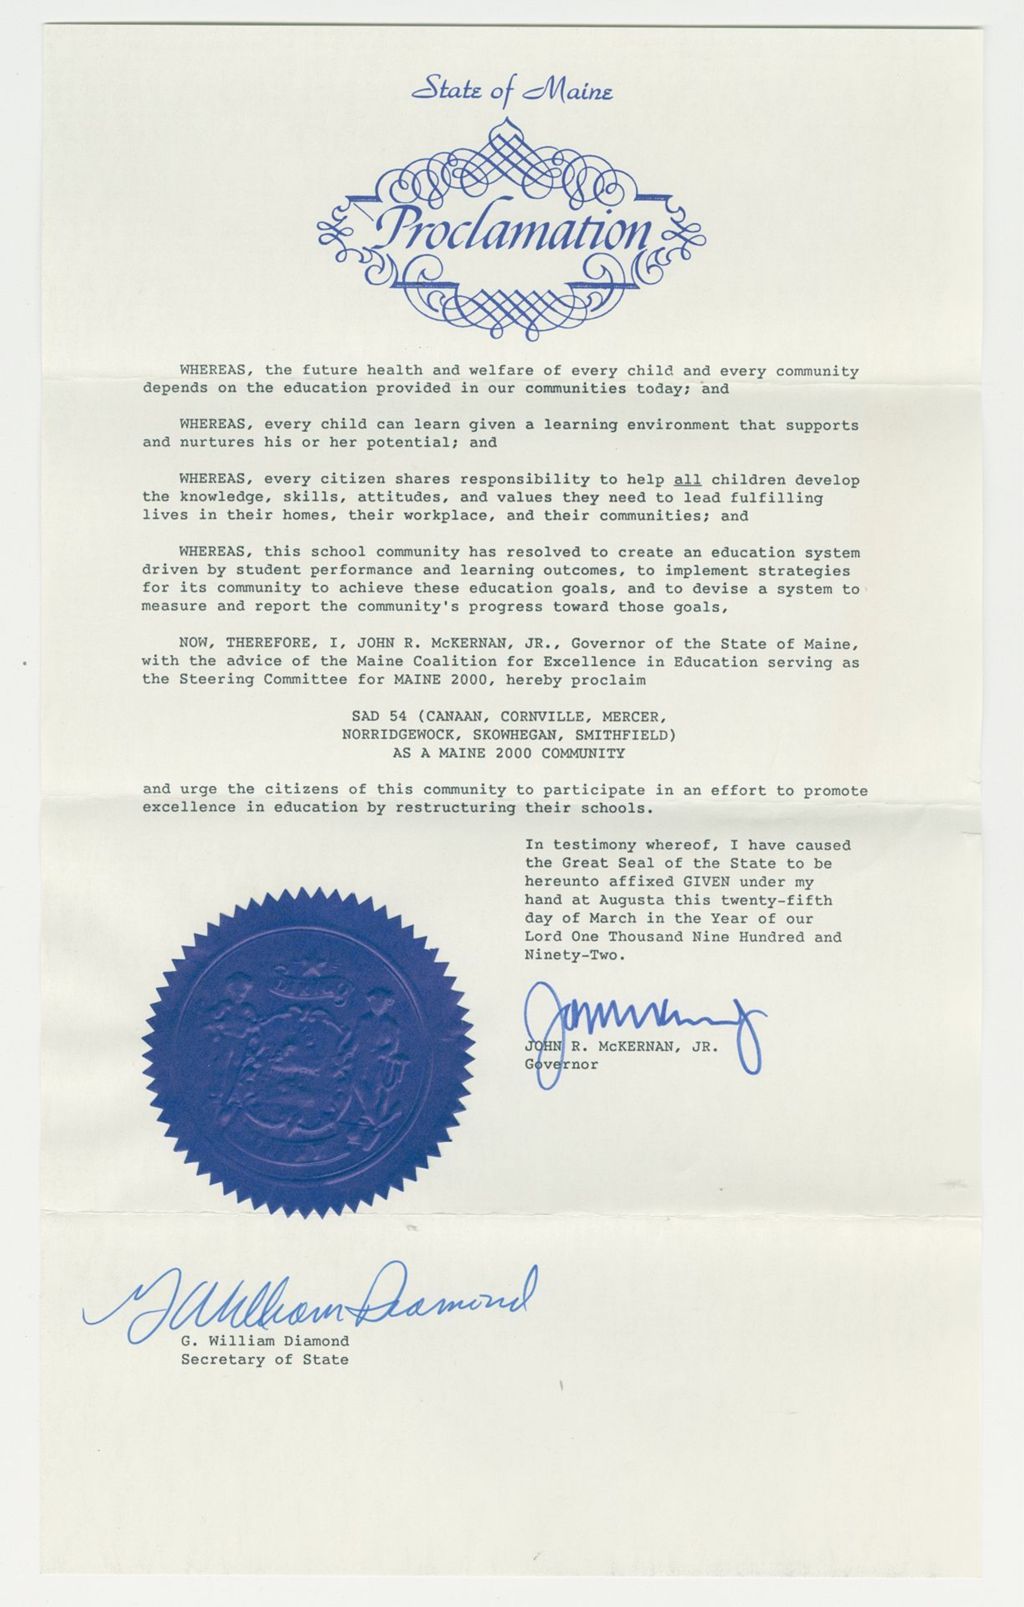 State of Maine
Proclamation
WHEREAS, the future health and welfare of every child and every community
depends on the education provided in our communities today; and
WHEREAS, every child can learn given a learning environment that supports
and nurtures his or her potential; and
WHEREAS, every citizen shares responsibility to help all children develop
the knowledge, skills, attitudes, and values they need to lead fulfilling
lives in their homes, their workplace, and their communities; and
WHEREAS, this school community has resolved to create an education system
driven by student performance and learning outcomes, to implement strategies
for its community to achieve these education goals, and to devise a system to
measure and report the community's progress toward those goals,
NOW, THEREFORE, I, JOHN R. McKERNAN, JR., Governor of the State of Maine,
with the advice of the Maine Coalition for Excellence in Education serving as
the Steering Committee for MAINE 2000, hereby proclaim
SAD 54 (CANAAN, CORNVILLE, MERCER,
NORRIDGEWOCK, SKOWHEGAN, SMITHFIELD)
AS A MAINE 2000 COMMUNITY
and urge the citizens of this community to participate in an effort to promote
excellence in education by restructuring their schools.
In testimony whereof, I have caused
the Great Seal of the State to be
hereunto affixed GIVEN under my
hand at Augusta this twenty-fifth
day of March in the Year of our
Lord One Thousand Nine Hundred and
Ninety-Two.
JOHN R. McKERNAN, JR.
Governor
G William Diamond
G. William Diamond
Secretary of State